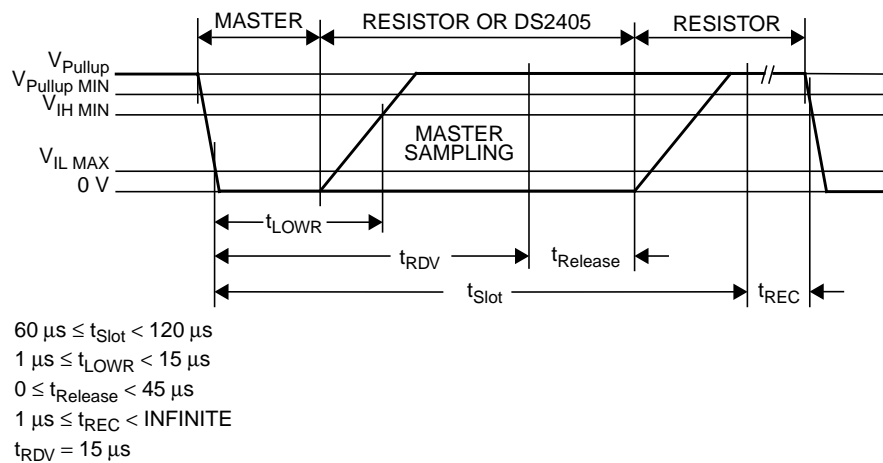 MASTER RESISTOR OR DS2405 RESISTOR
VPullup
VPullup MIN
VIH MIN
MASTER
SAMPLING
VIL MAX
0 V
tLOWR
tRDV tRelease
tSlot tREC
60 μs ≤ tSlot < 120 μs
1 μs ≤ tLOWR < 15 μs
0 ≤ tRelease < 45 μs
1 μs ≤ tREC < INFINITE
tRDV = 15 μs